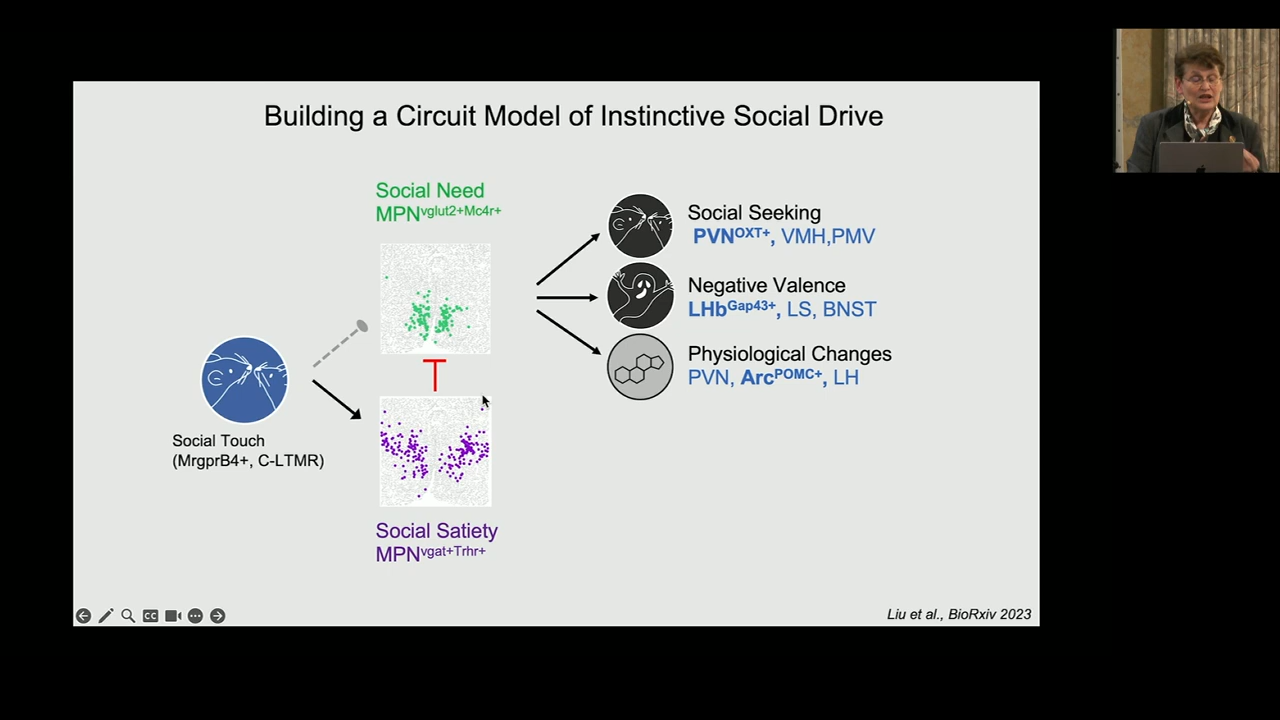 Building a Circuit Model of Instinctive Social Drive
Social Need
MPNvglut2+Mc4r+
Social Seeking
PVNOXT+, VMH,PMV
Negative Valence
LHbGap43+, LS, BNST
Physiological Changes
PVN, ArcPOMC+, LH
Social Touch
(MrgprB4+, C-LTMR)
Social Satiety
MPNvgat+Trhr+
CC
Liu et al., BioRxiv 2023